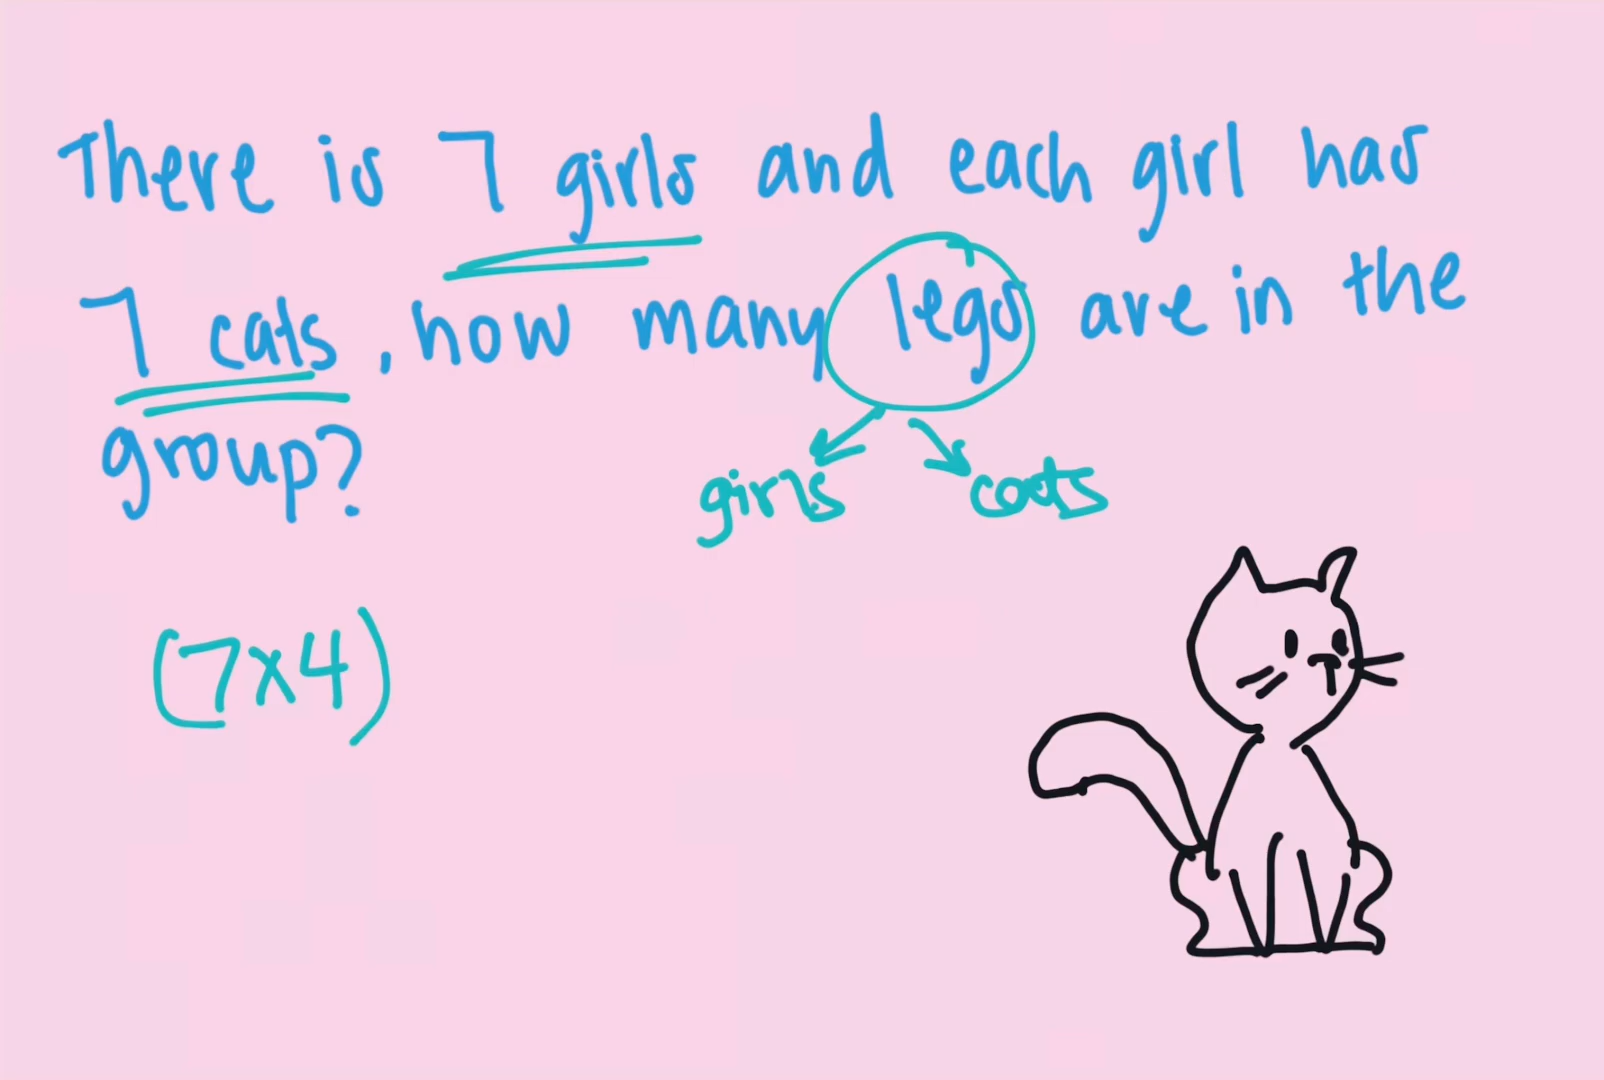 There is 7 girls and each girl has
7 cats, how many legs are in the
group?
girls cats
(7x4)